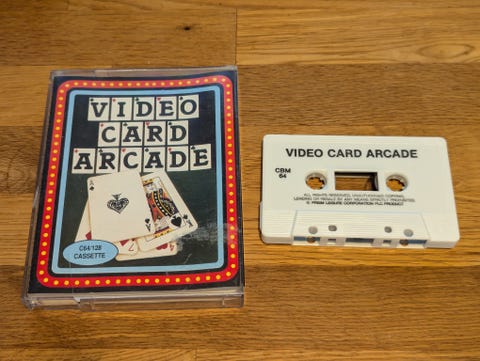 VIDEO
CARD
ARCADE
C64/128
CASSETTE
VIDEO CARD ARCADE
CBM
64
ALL RIGHTS RESERVED, UNAUTHORISED COPYING,
LENDING OR RESALE BY ANY MEANS STRICTLY PROHIBITED.
PRISM LEISURE CORPORATION PLC PRODUCT